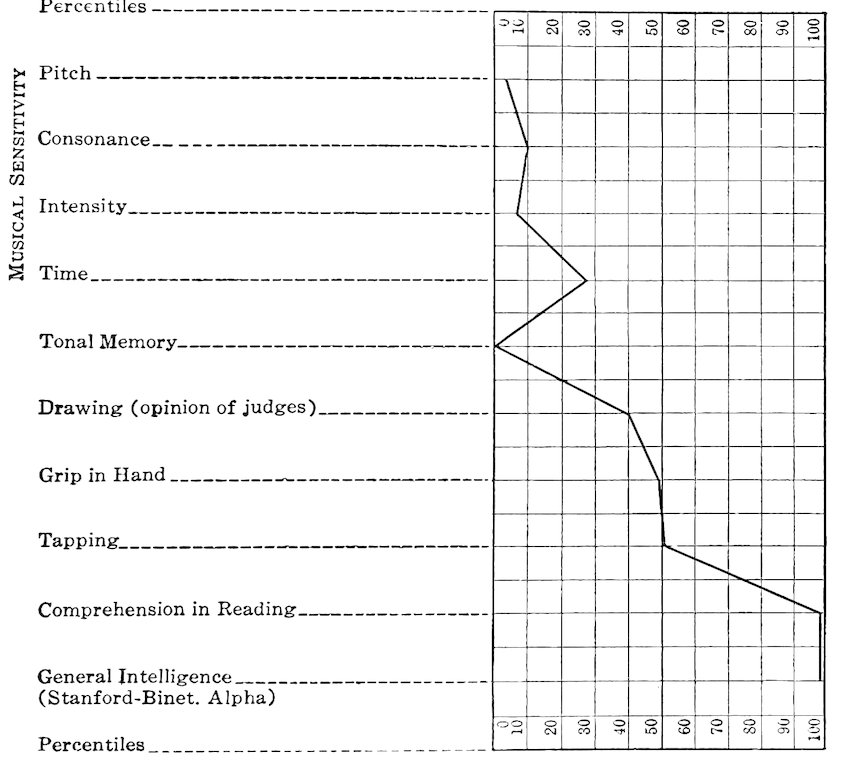 Percentiles
0 10 20 30 40 50 60 70 80 90 100
MUSICAL SENSITIVITY
Pitch
Consonance
Intensity
Time
Tonal Memory
Drawing (opinion of judges)
Grip in Hand
Tapping
Comprehension in Reading
General Intelligence
(Stanford-Binet. Alpha)
0 10 20 30 40 50 60 70 80 90 100
Percentiles